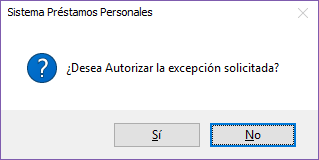 Sistema Préstamos Personales
¿Desea Autorizar la excepción solicitada?
Sí
No